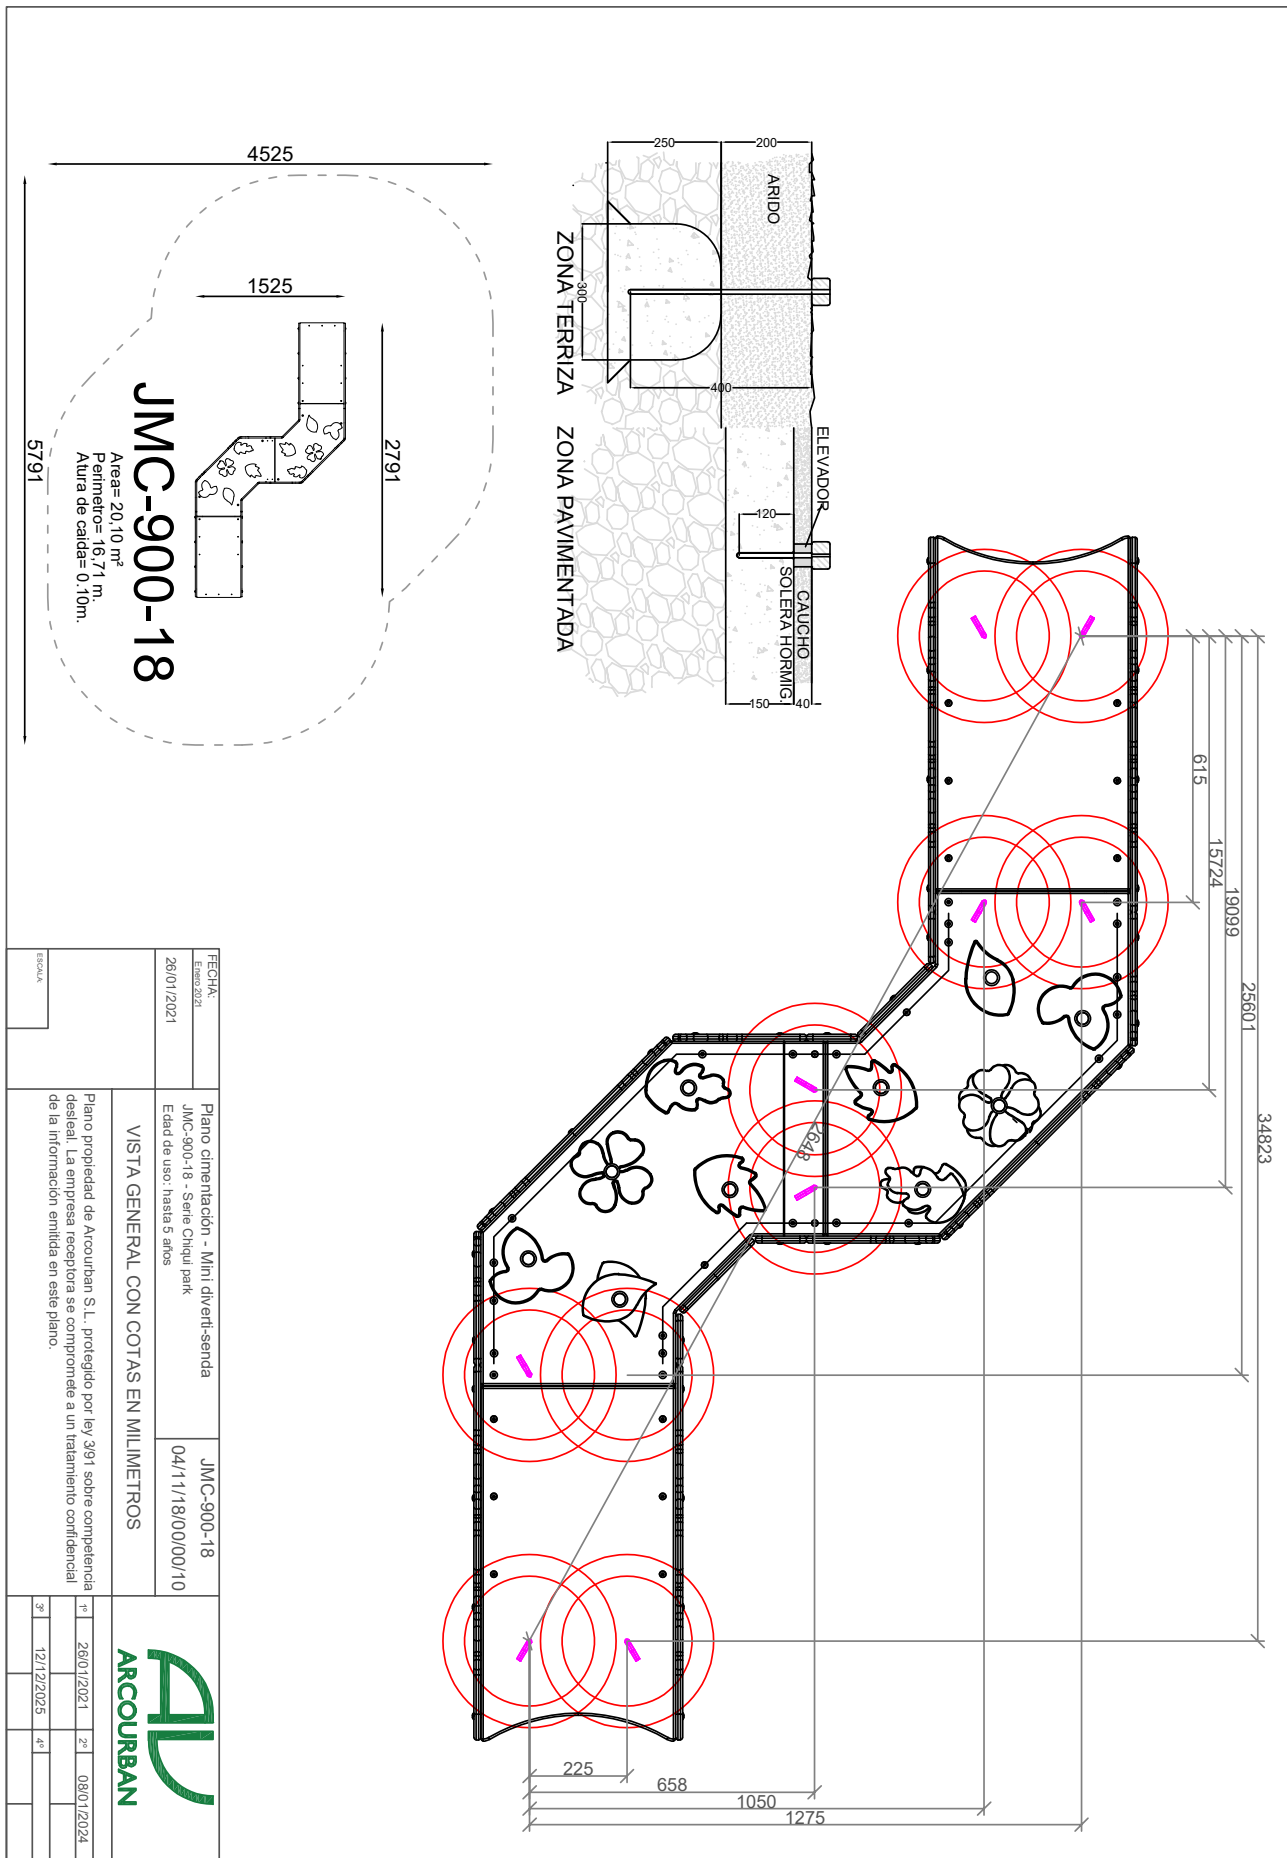 4525
5791
1525
2791
JMC-900-18
Area= 20,10 m²
Perimetro= 16,71 m.
Atura de caida= 0.10m.
250
200
ARIDO
300
400
ZONA TERRIZA
ZONA PAVIMENTADA
ELEVADOR
120
CAUCHO
SOLERA HORMIG.
150
40
615
15724
19099
25601
34823
2648
225
658
1050
1275
FECHA:
Enero 2021
26/01/2021
ESCALA:
Plano cimentación - Mini diverti-senda
JMC-900-18 - Serie Chiqui park
Edad de uso: hasta 5 años
JMC-900-18
04/11/18/00/00/10
VISTA GENERAL CON COTAS EN MILIMETROS
Plano propiedad de Arcourban S.L. protegido por ley 3/91 sobre competencia
desleal. La empresa receptora se compromete a un tratamiento confidencial
de la información emitida en este plano.
ARCOURBAN
1º 26/01/2021 2º 08/01/2024
3º 12/12/2025 4º